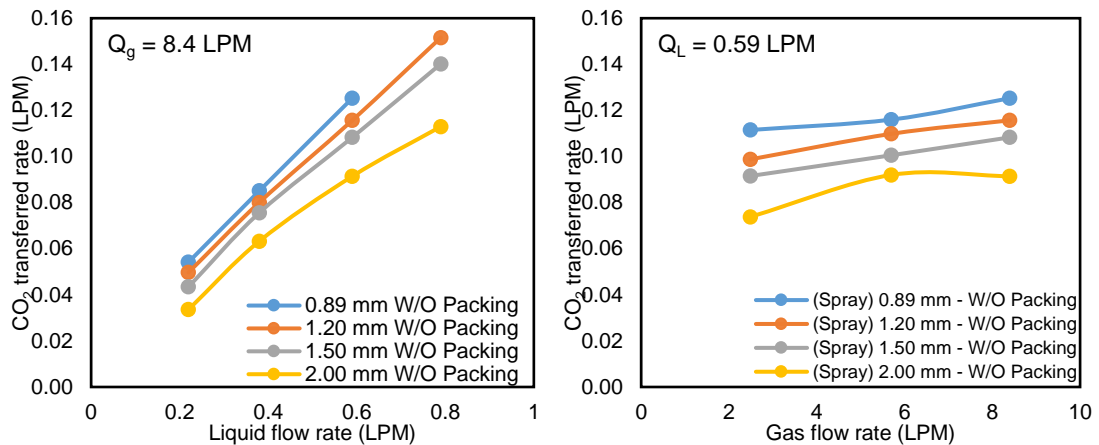 Q_g = 8.4 LPM
CO_2 transferred rate (LPM)
0.16
0.14
0.12
0.10
0.08
0.06
0.04
0.02
0.00
0.89 mm W/O Packing
1.20 mm W/O Packing
1.50 mm W/O Packing
2.00 mm W/O Packing
0 0.2 0.4 0.6 0.8 1
Liquid flow rate (LPM)
Q_L = 0.59 LPM
CO_2 transferred rate (LPM)
0.16
0.14
0.12
0.10
0.08
0.06
0.04
0.02
0.00
(Spray) 0.89 mm - W/O Packing
(Spray) 1.20 mm - W/O Packing
(Spray) 1.50 mm - W/O Packing
(Spray) 2.00 mm - W/O Packing
0 2 4 6 8 10
Gas flow rate (LPM)